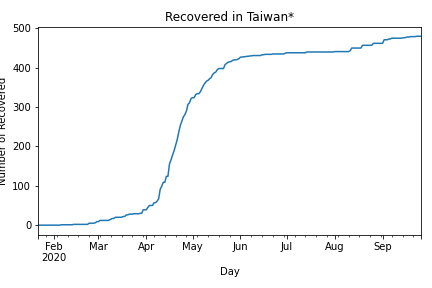 Recovered in Taiwan*
Number of Recovered
500
400
300
200
100
0
Feb Mar Apr May Jun Jul Aug Sep
2020
Day